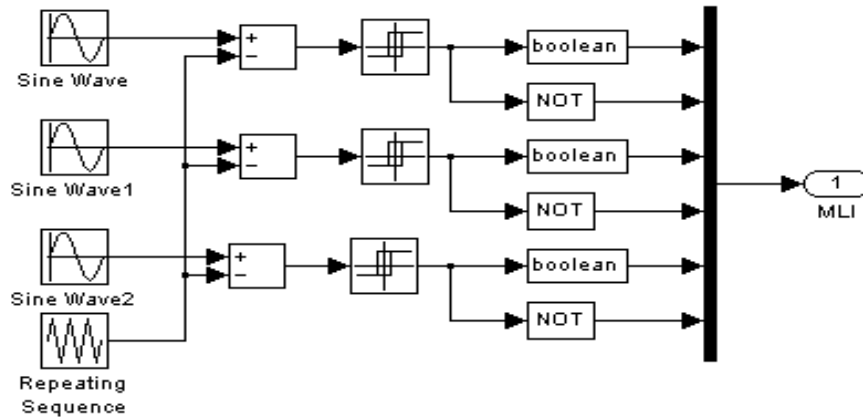 +
−
boolean
Sine Wave
NOT
+
−
boolean
Sine Wave1
NOT
1
MLI
+
−
boolean
Sine Wave2
NOT
Repeating
Sequence